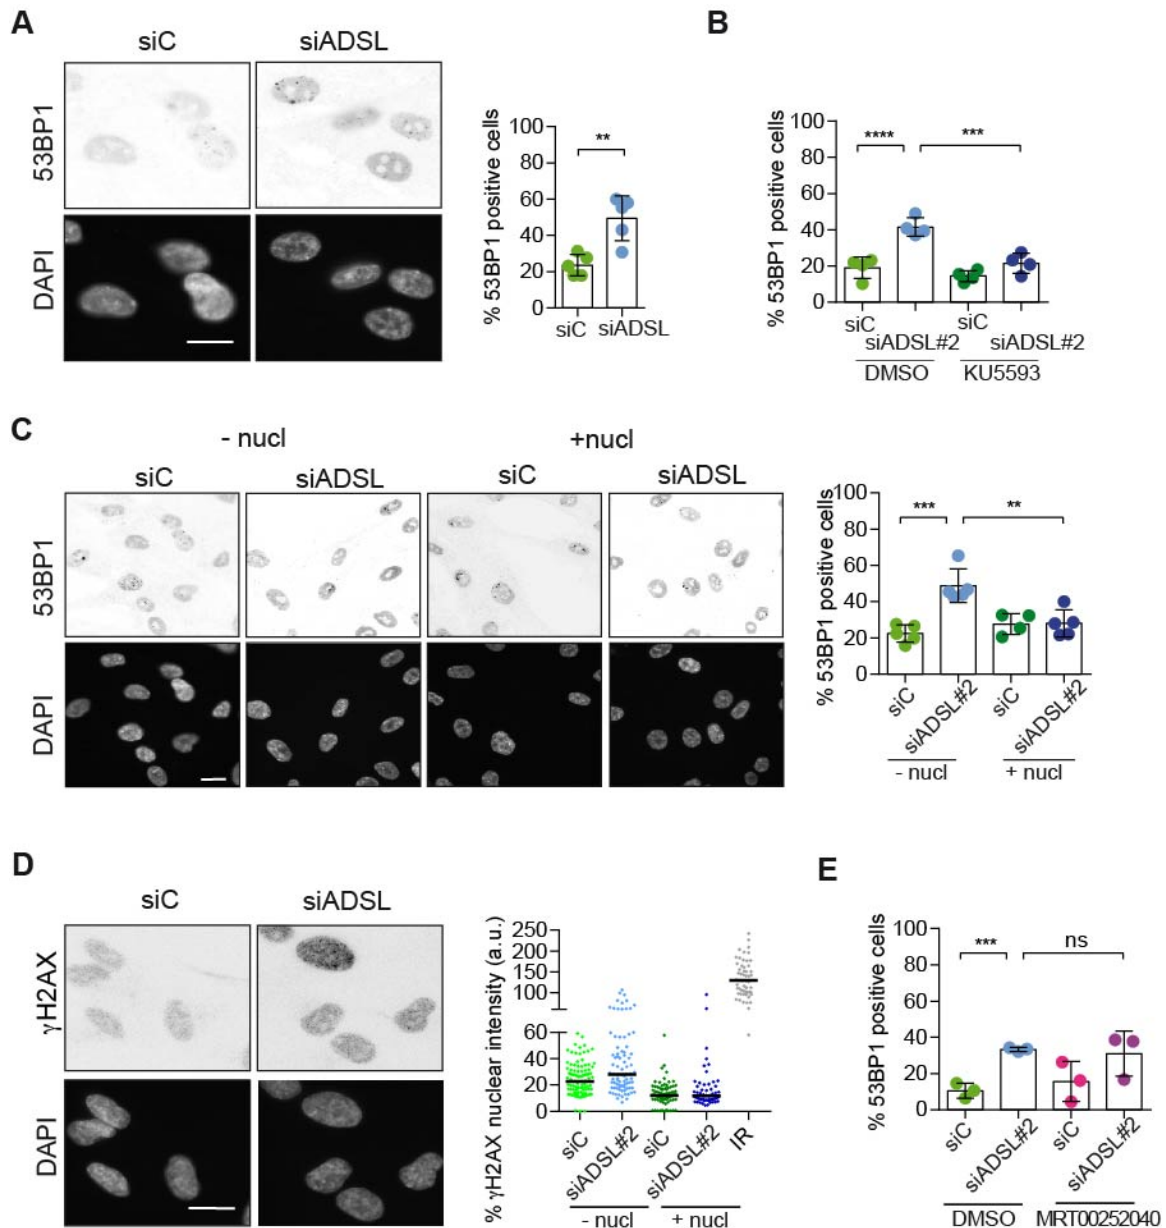 A
siC
siADSL
53BP1
DAPI
% 53BP1 positive cells
100
80
60
40
20
0
**
siC
siADSL
B
% 53BP1 positive cells
100
80
60
40
20
0
****
***
siC
siC
siADSL#2
siADSL#2
DMSO
KU5593
C
- nucl
+nucl
siC
siADSL
siC
siADSL
53BP1
DAPI
% 53BP1 positive cells
100
80
60
40
20
0
***
**
siC
siADSL#2
siC
siADSL#2
- nucl
+ nucl
D
siC
siADSL
γH2AX
DAPI
% γH2AX nuclear intensity (a.u.)
250
200
150
100
60
40
20
0
siC
siADSL#2
siC
siADSL#2
IR
- nucl
+ nucl
E
% 53BP1 positive cells
100
80
60
40
20
0
***
ns
siC
siADSL#2
siC
siADSL#2
DMSO
MRT00252040